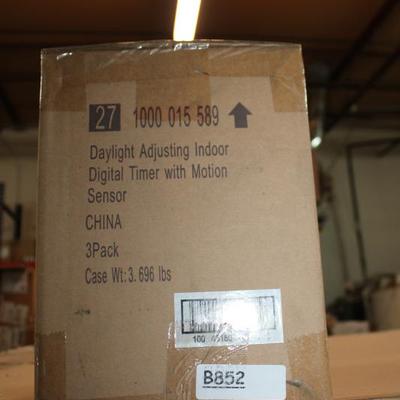 27 1000 015 589
Daylight Adjusting Indoor
Digital Timer with Motion
Sensor
CHINA
3Pack
Case Wt: 3.696 lbs
100
B852